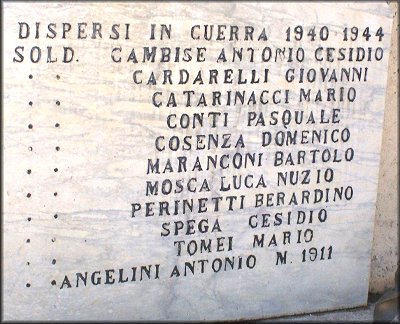 DISPERSI IN GUERRA 1940 1944
SOLD. CAMBISE ANTONIO CESIDIO
" " CARDARELLI GIOVANNI
" " CATARINACCI MARIO
" " CONTI PASQUALE
" " COSENZA DOMENICO
" " MARANCONI BARTOLO
" " MOSCA LUCA NUZIO
" " PERINETTI BERARDINO
" " SPEGA CESIDIO
" " TOMEI MARIO
" " ANGELINI ANTONIO M. 1911